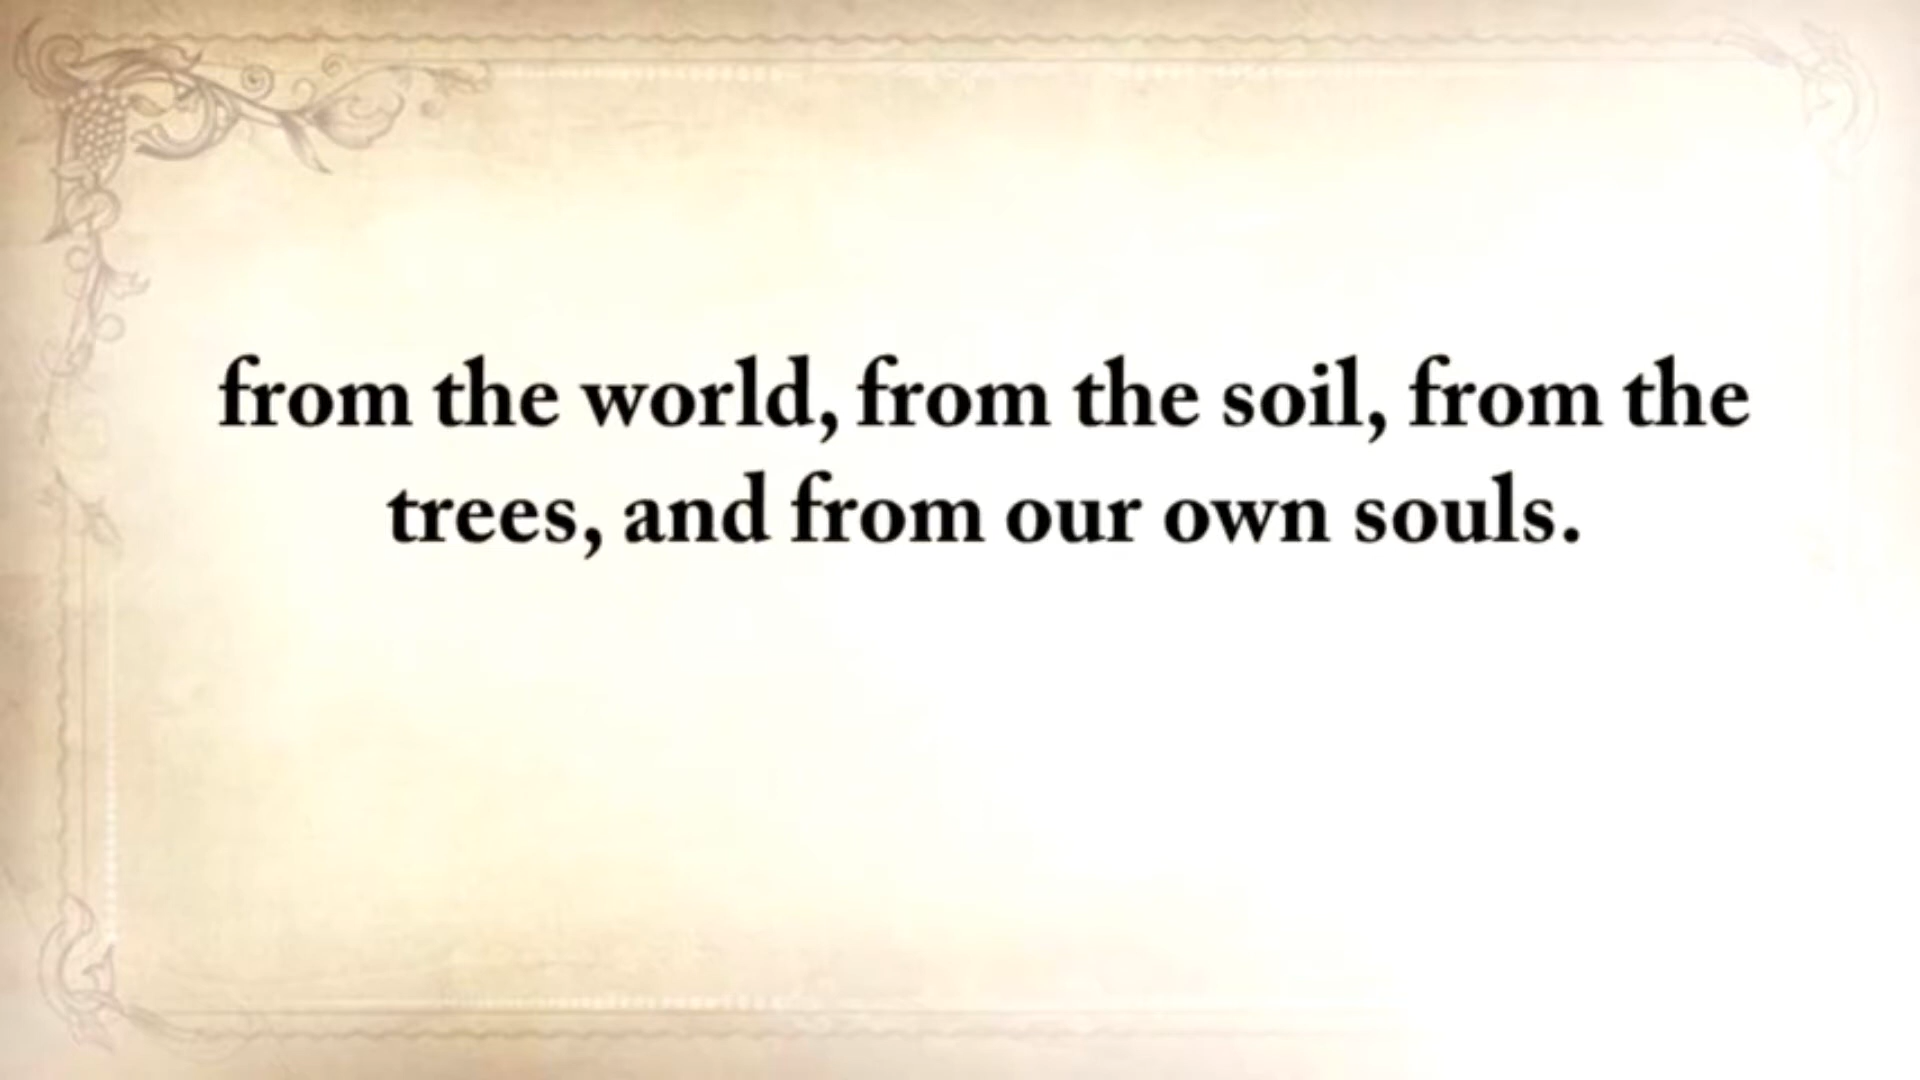 from the world, from the soil, from the
trees, and from our own souls.